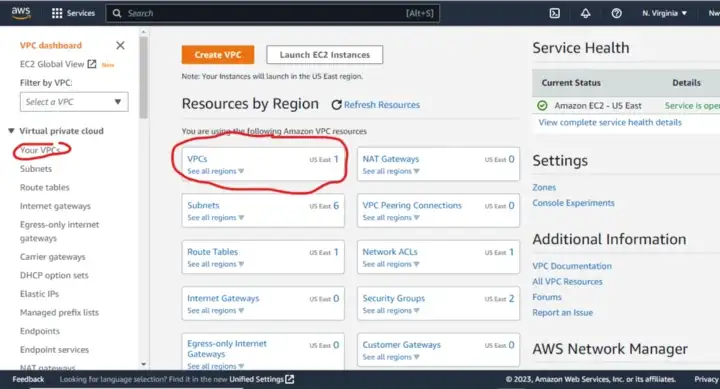 aws
Services
Search
[Alt+S]
N. Virginia
Nw
VPC dashboard
EC2 Global View
New
Filter by VPC:
Select a VPC
Virtual private cloud
Your VPCs
Subnets
Route tables
Internet gateways
Egress-only internet
gateways
Carrier gateways
DHCP option sets
Elastic IPs
Managed prefix lists
Endpoints
Endpoint services
NAT gateways
Create VPC
Launch EC2 Instances
Note: Your Instances will launch in the US East region.
Resources by Region
Refresh Resources
You are using the following Amazon VPC resources
VPCs US East 1
See all regions
NAT Gateways US East 0
See all regions
Subnets US East 6
See all regions
VPC Peering Connections US East 0
See all regions
Route Tables US East 1
See all regions
Network ACLs US East 1
See all regions
Internet Gateways US East 0
See all regions
Security Groups US East 2
See all regions
Egress-only Internet US East 0
Gateways
See all regions
Customer Gateways US East 0
See all regions
Service Health
Current Status Details
Amazon EC2 - US East Service is oper
View complete service health details
Settings
Zones
Console Experiments
Additional Information
VPC Documentation
All VPC Resources
Forums
Report an Issue
AWS Network Manager
Feedback
Looking for language selection? Find it in the new Unified Settings
© 2023, Amazon Web Services, Inc. or its affiliates.
Privac